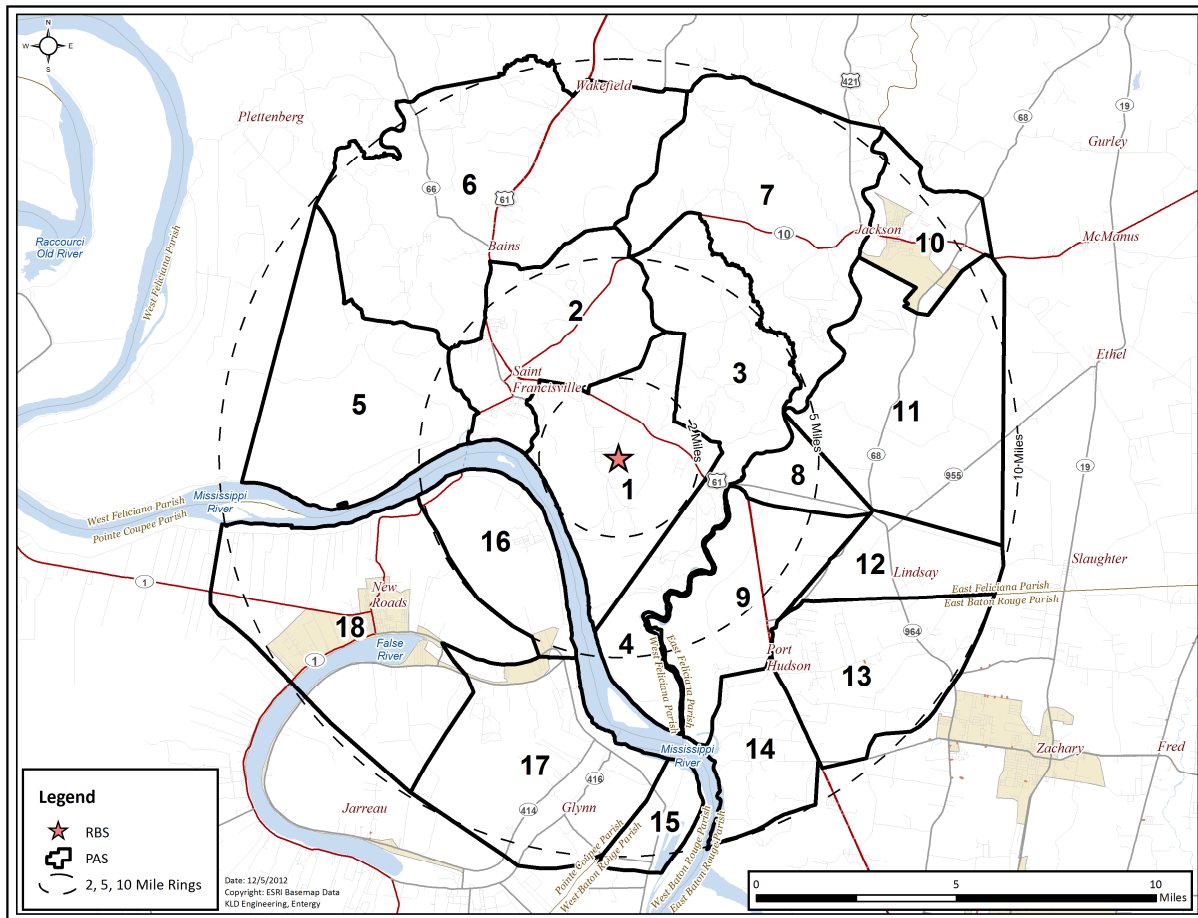 N
W
E
S
Wakefield
421
Plettenberg
19
68
Gurley
66
6
7
61
West Feliciana Parish
Raccourci
Old River
Bains
10
Jackson
10
McManus
2
Ethel
Saint
Francisville
3
5
11
2 Miles
5 Miles
10 Miles
68
955
19
61
8
1
Mississippi
River
West Feliciana Parish
Pointe Coupee Parish
16
12
Lindsay
Slaughter
1
New
Roads
9
East Feliciana Parish
East Baton Rouge Parish
18
False
River
4
964
1
Port
Hudson
13
West Feliciana Parish
East Feliciana Parish
Mississippi
River
14
Zachary
Fred
17
416
414
Glynn
Jarreau
15
Pointe Coupee Parish
West Baton Rouge Parish
West Baton Rouge Parish
East Baton Rouge Parish
Legend
RBS
PAS
2, 5, 10 Mile Rings
Date: 12/5/2012
Copyright: ESRI Basemap Data
KLD Engineering, Entergy
0
5
10
Miles